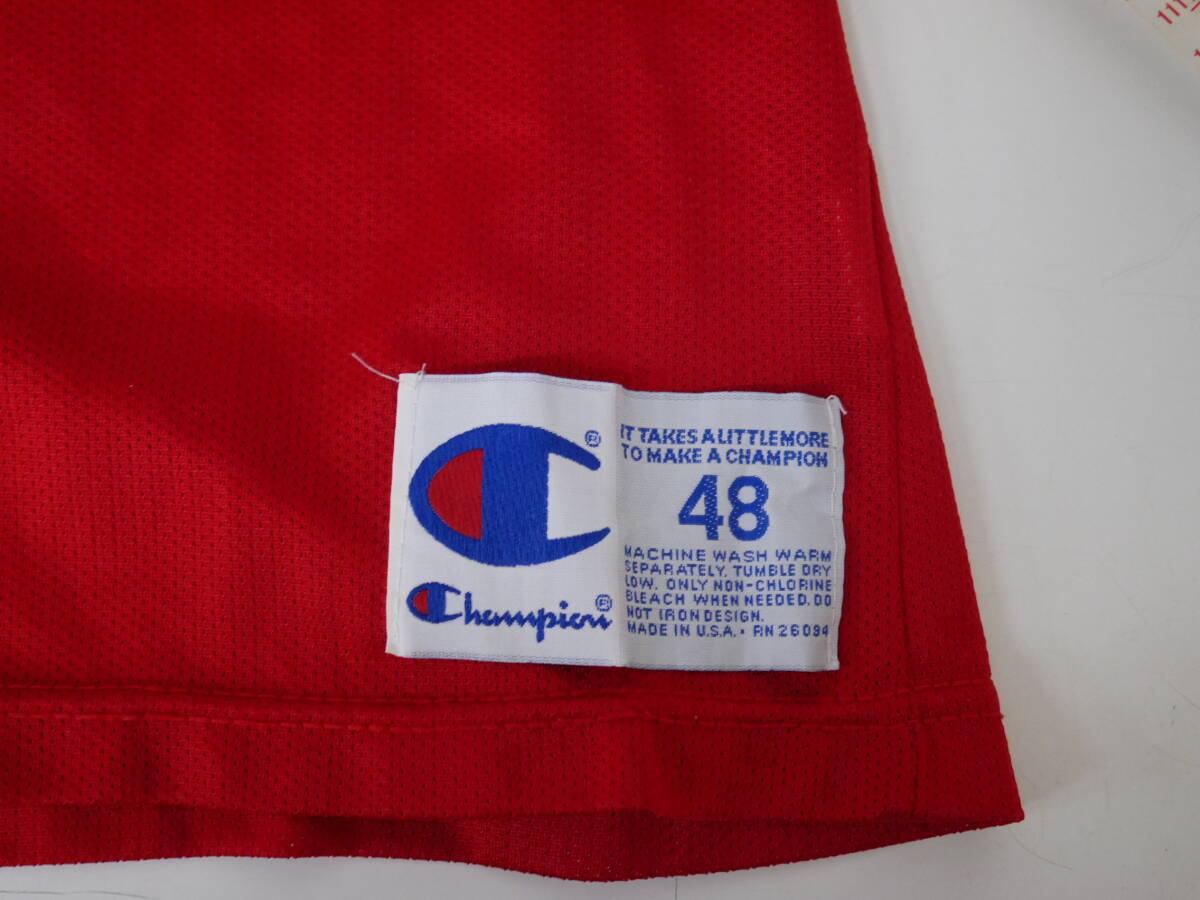 IT TAKES A LITTLE MORE
TO MAKE A CHAMPION
48
MACHINE WASH WARM
SEPARATELY. TUMBLE DRY
LOW. ONLY NON-CHLORINE
BLEACH WHEN NEEDED. DO
NOT IRON DESIGN.
MADE IN U.S.A. • RN 26094
C®
Champion®
111